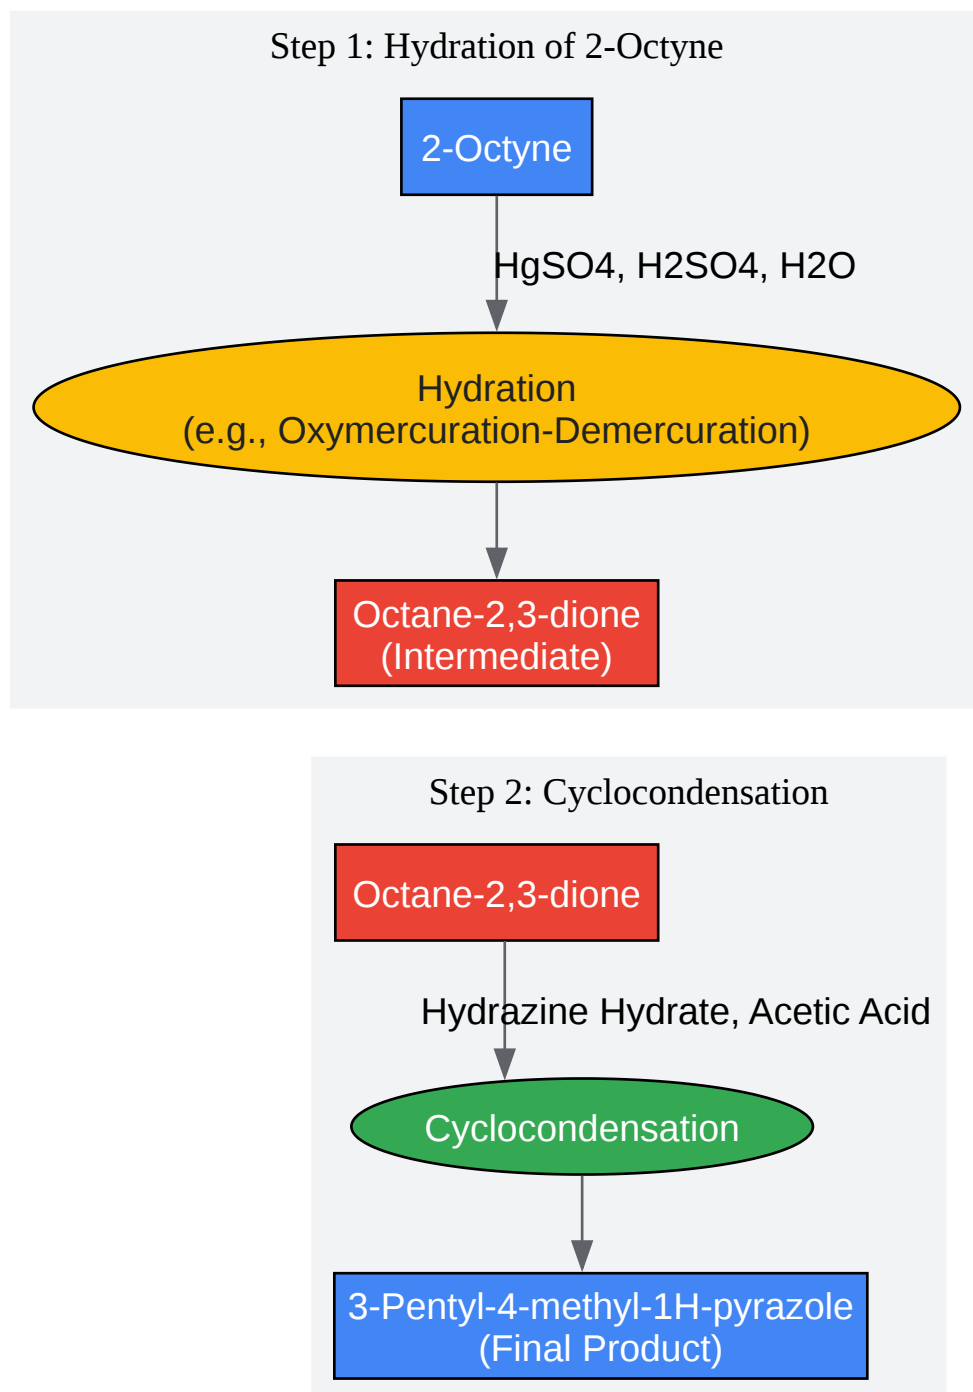 Step 1: Hydration of 2-Octyne
2-Octyne
HgSO4, H2SO4, H2O
Hydration
(e.g., Oxymercuration-Demercuration)
Octane-2,3-dione
(Intermediate)
Step 2: Cyclocondensation
Octane-2,3-dione
Hydrazine Hydrate, Acetic Acid
Cyclocondensation
3-Pentyl-4-methyl-1H-pyrazole
(Final Product)